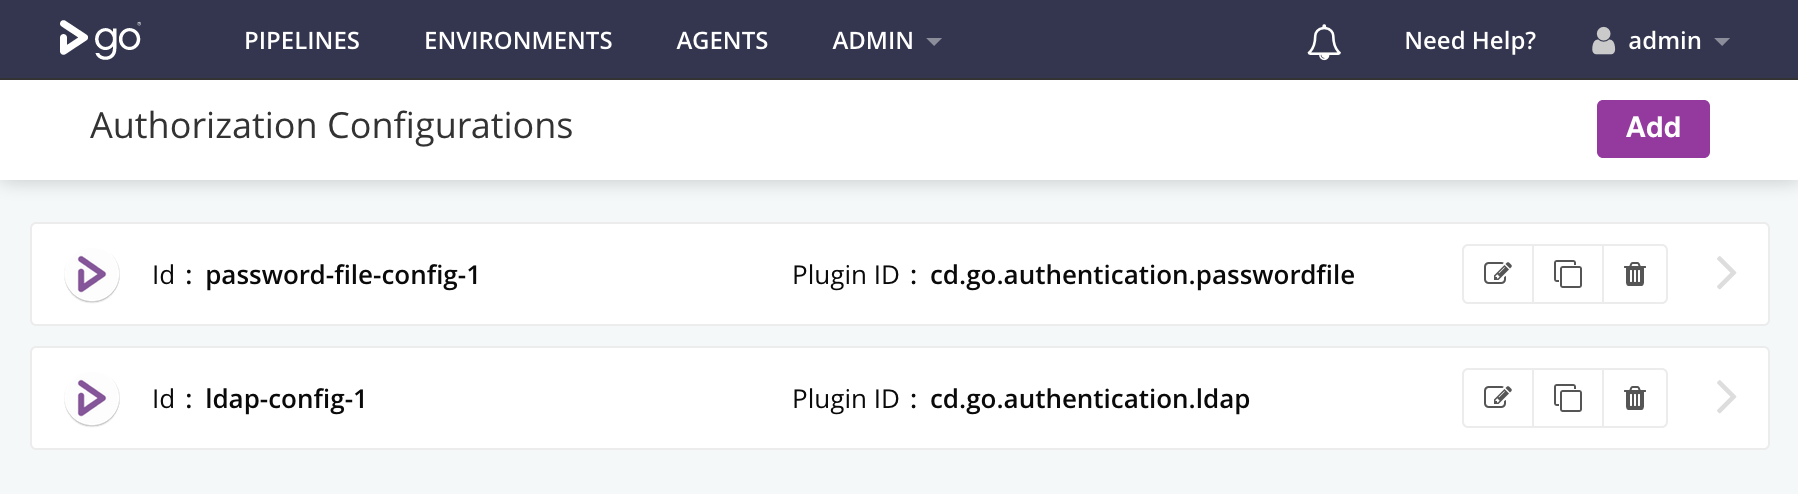 go PIPELINES ENVIRONMENTS AGENTS ADMIN Need Help? admin
Authorization Configurations Add
Id : password-file-config-1 Plugin ID : cd.go.authentication.passwordfile
Id : ldap-config-1 Plugin ID : cd.go.authentication.ldap